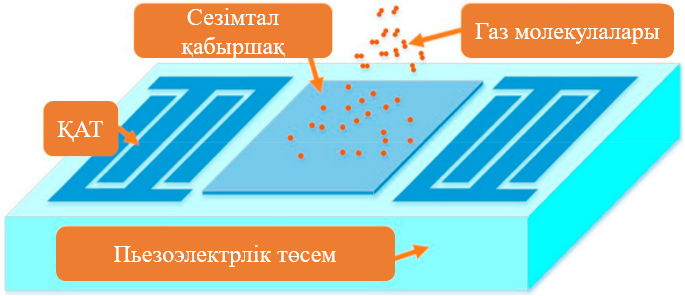 Сезімтал
қабыршақ
Газ молекулалары
ҚАТ
Пьезоэлектрлік төсем